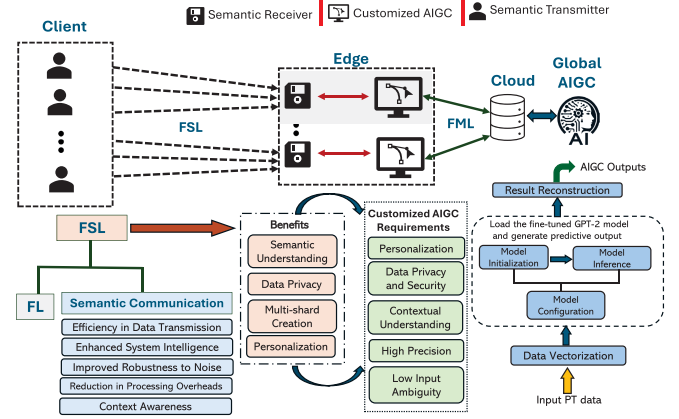 Semantic Receiver
Customized AIGC
Semantic Transmitter
Client
Edge
Cloud
Global
AIGC
FSL
FML
AI
AIGC Outputs
Result Reconstruction
Load the fine-tuned GPT-2 model
and generate predictive output
Model
Initialization
Model
Inference
Model
Configuration
Data Vectorization
Input PT data
FSL
FL
Semantic Communication
Efficiency in Data Transmission
Enhanced System Intelligence
Improved Robustness to Noise
Reduction in Processing Overheads
Context Awareness
Benefits
Semantic
Understanding
Data Privacy
Multi-shard
Creation
Personalization
Customized AIGC
Requirements
Personalization
Data Privacy
and Security
Contextual
Understanding
High Precision
Low Input
Ambiguity